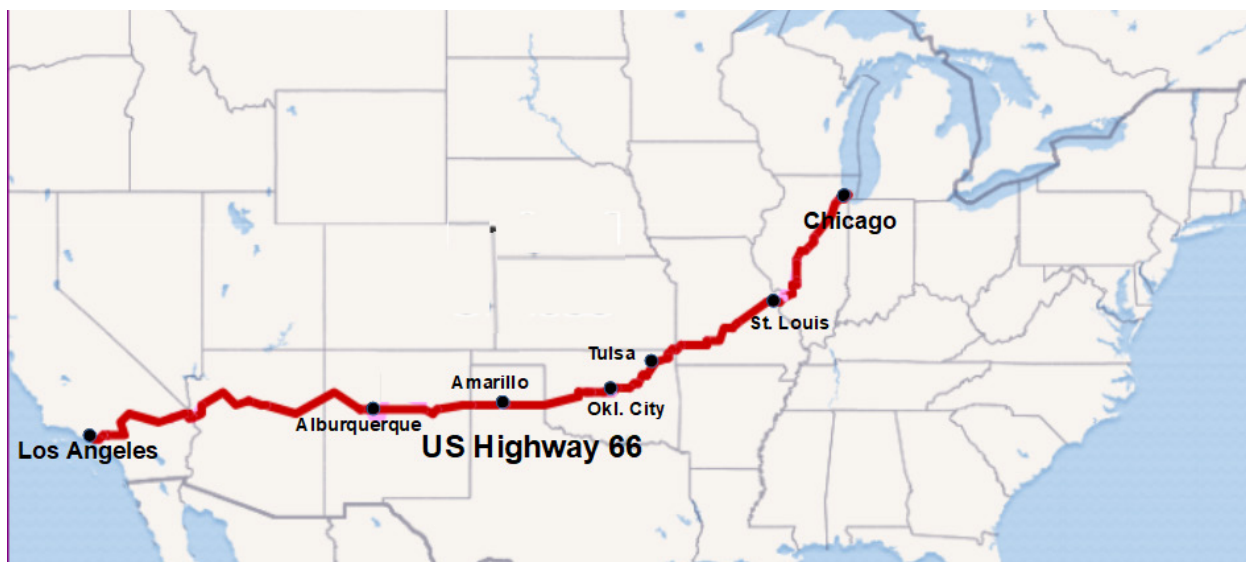 Chicago
St. Louis
Tulsa
Amarillo
Okl. City
Alburquerque
US Highway 66
Los Angeles